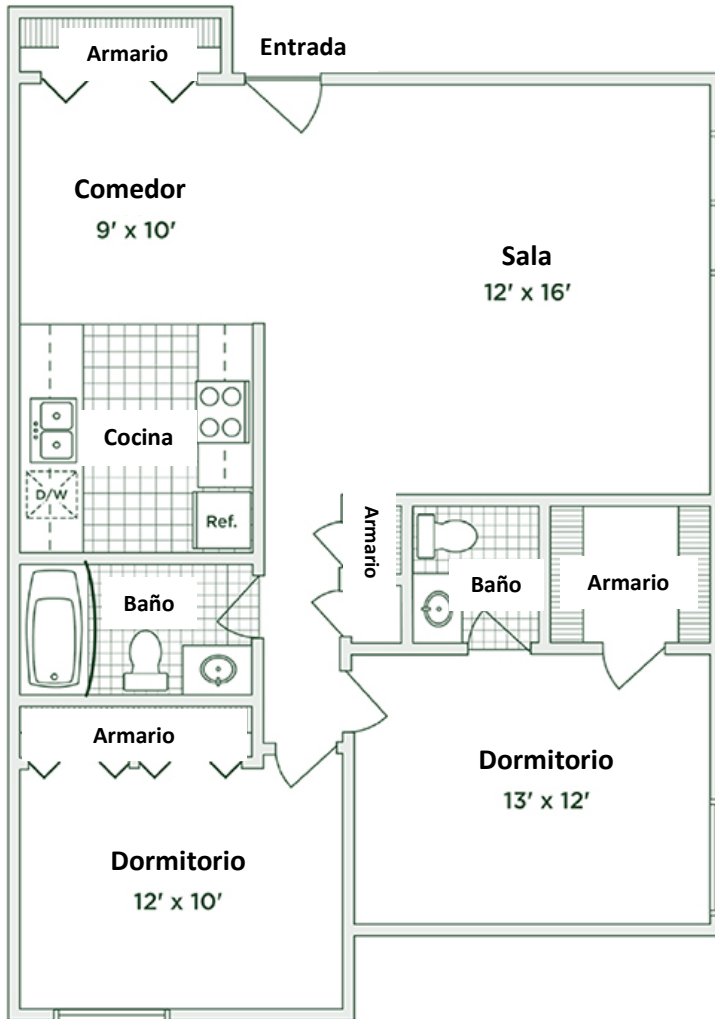 Armario
Entrada
Comedor
9' x 10'
Sala
12' x 16'
Cocina
D/W
Ref.
Armario
Baño
Armario
Baño
Armario
Dormitorio
13' x 12'
Dormitorio
12' x 10'